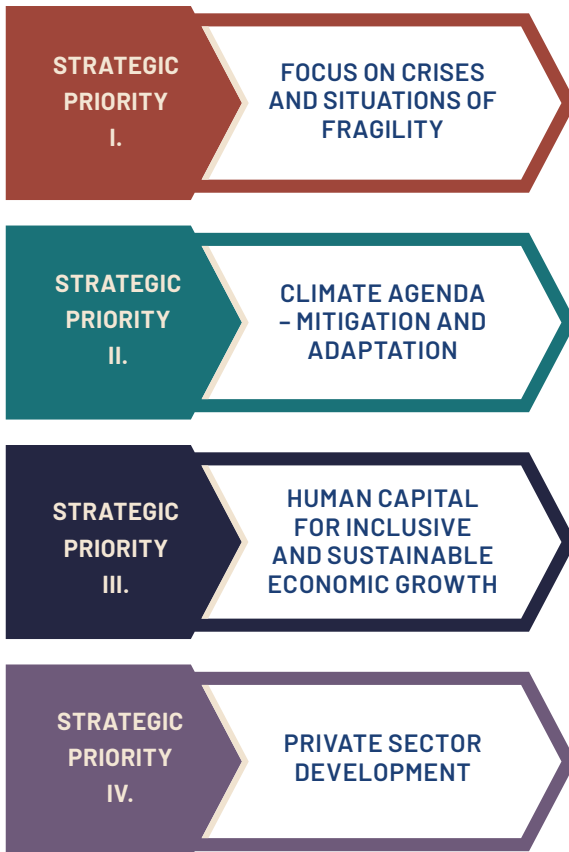 STRATEGIC
PRIORITY
I.
FOCUS ON CRISES
AND SITUATIONS OF
FRAGILITY
STRATEGIC
PRIORITY
II.
CLIMATE AGENDA
– MITIGATION AND
ADAPTATION
STRATEGIC
PRIORITY
III.
HUMAN CAPITAL
FOR INCLUSIVE
AND SUSTAINABLE
ECONOMIC GROWTH
STRATEGIC
PRIORITY
IV.
PRIVATE SECTOR
DEVELOPMENT